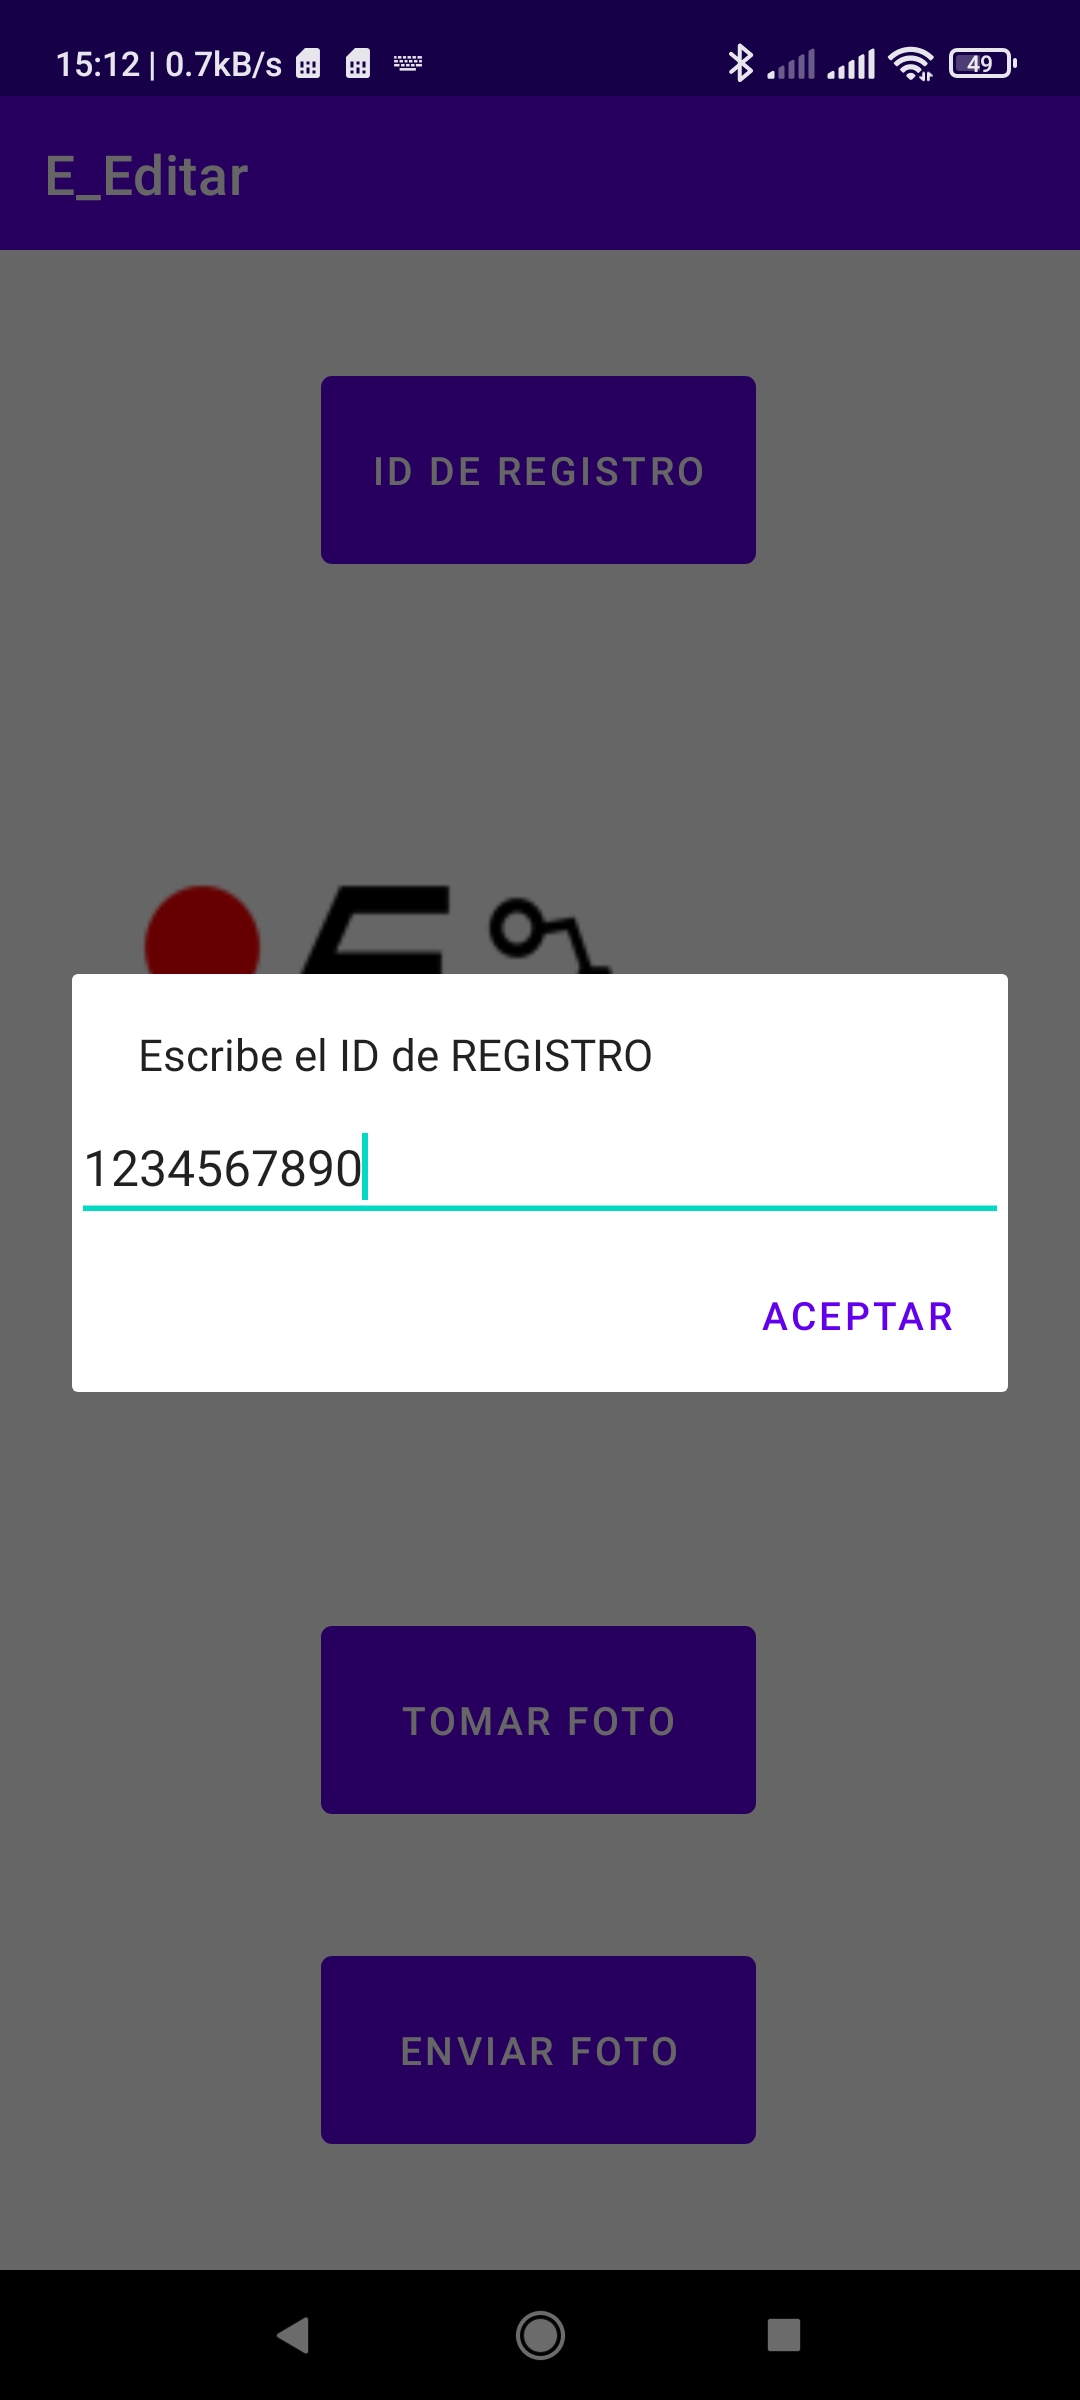 15:12 | 0.7kB/s
49
E_Editar
ID DE REGISTRO
Escribe el ID de REGISTRO
1234567890
ACEPTAR
TOMAR FOTO
ENVIAR FOTO